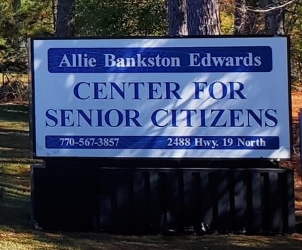 Allie Bankston Edwards
CENTER FOR
SENIOR CITIZENS
770-567-3857 2488 Hwy. 19 North